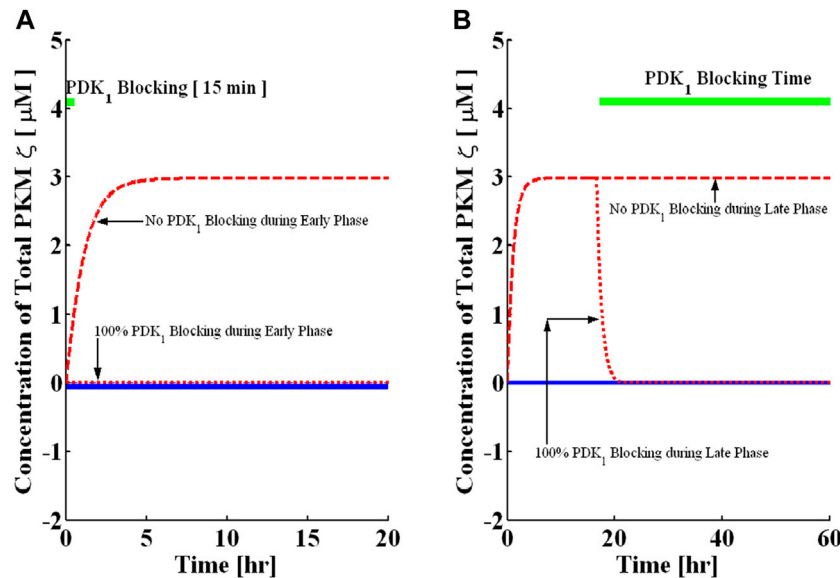 A
Concentration of Total PKM ζ [ μM ]
5
4
3
2
1
0
-1
-2
PDK1 Blocking [ 15 min ]
No PDK1 Blocking during Early Phase
100% PDK1 Blocking during Early Phase
0
5
10
15
20
Time [hr]
B
Concentration of Total PKM ζ [ μM ]
5
4
3
2
1
0
-1
-2
PDK1 Blocking Time
No PDK1 Blocking during Late Phase
100% PDK1 Blocking during Late Phase
0
20
40
60
Time [hr]